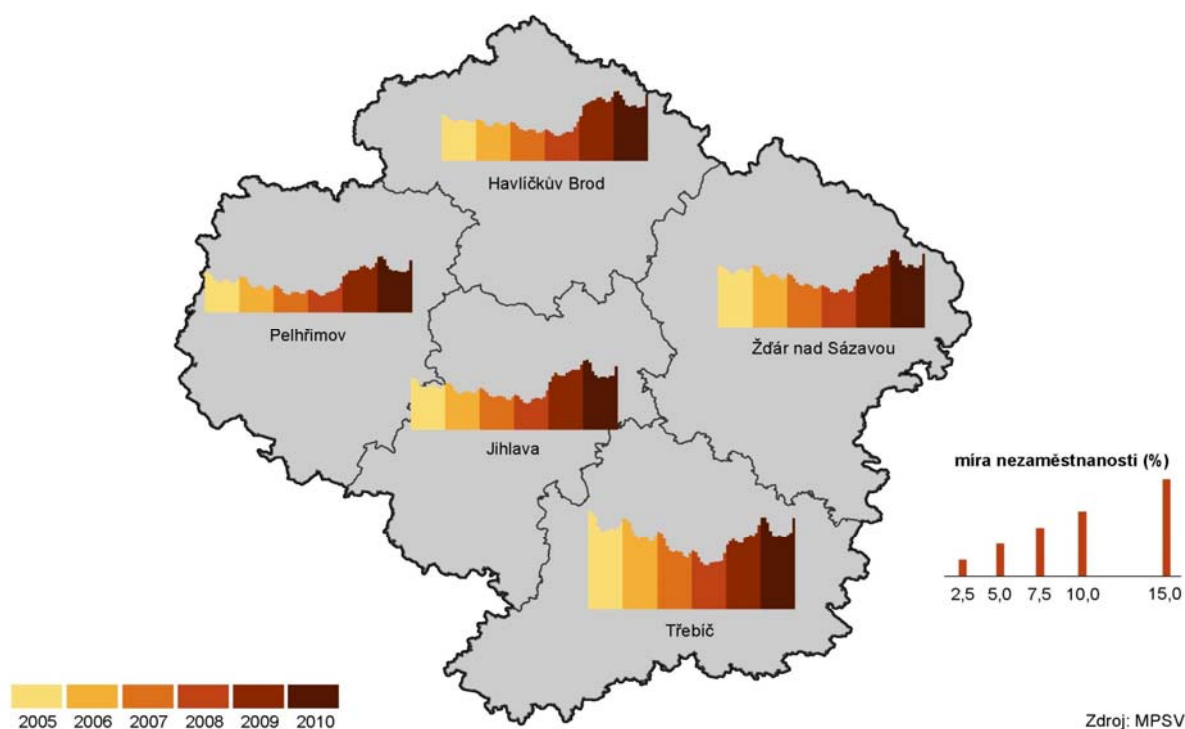 Havlíčkův Brod
Pelhřimov
Žďár nad Sázavou
Jihlava
Třebíč
míra nezaměstnanosti (%)
2,5 5,0 7,5 10,0 15,0
2005 2006 2007 2008 2009 2010
Zdroj: MPSV